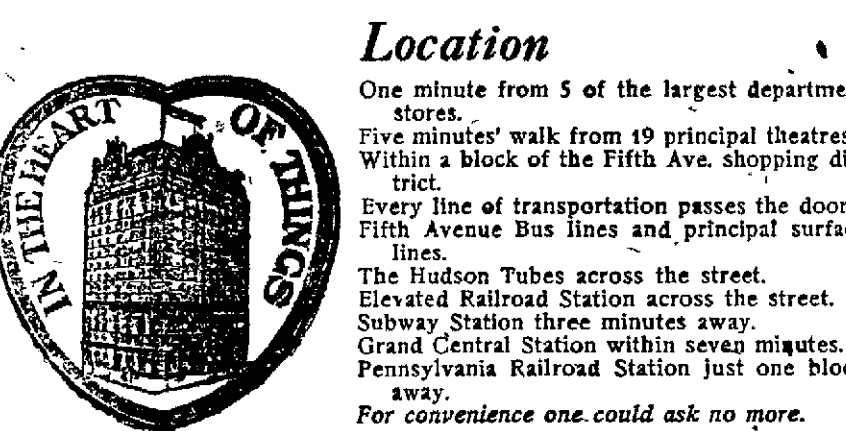 IN THE HEART OF THINGS
Location
One minute from 5 of the largest departme
stores.
Five minutes' walk from 19 principal theatres
Within a block of the Fifth Ave. shopping di
trict.
Every line of transportation passes the door
Fifth Avenue Bus lines and principal surfa
lines.
The Hudson Tubes across the street.
Elevated Railroad Station across the street.
Subway Station three minutes away.
Grand Central Station within seven minutes.
Pennsylvania Railroad Station just one bloc
away.
For convenience one could ask no more.